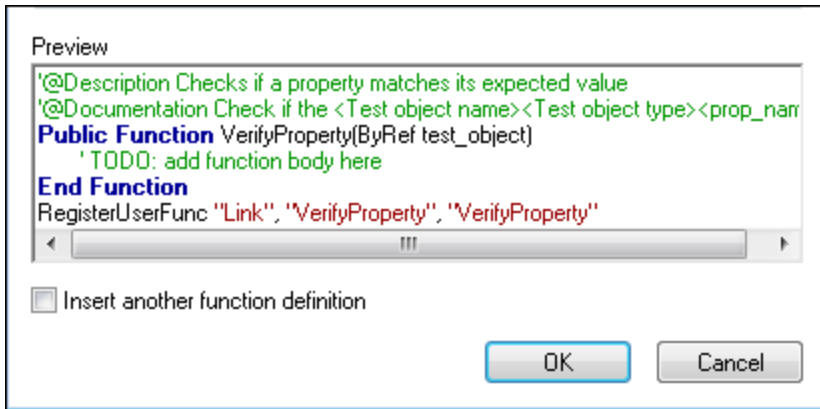 Preview
'@Description Checks if a property matches its expected value
'@Documentation Check if the <Test object name><Test object type><prop_nam
Public Function VerifyProperty(ByRef test_object)
' TODO: add function body here
End Function
RegisterUserFunc "Link", "VerifyProperty", "VerifyProperty"
Insert another function definition
OK
Cancel